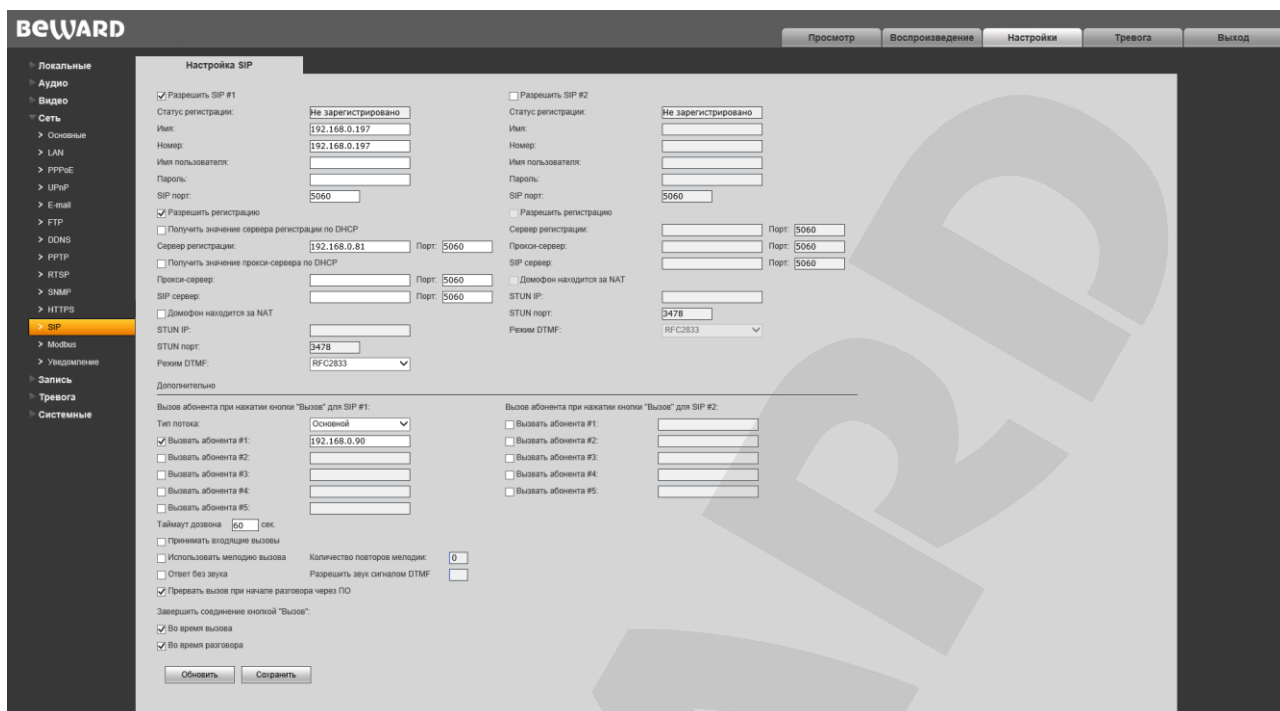 BEWARD
Просмотр Воспроизведение Настройки Тревога Выход
Локальные
Аудио
Видео
Сеть
> Основные
> LAN
> PPPoE
> UPnP
> E-mail
> FTP
> DDNS
> PPTP
> RTSP
> SNMP
> HTTPS
> SIP
> Modbus
> Уведомление
Запись
Тревога
Системные
Настройка SIP
Разрешить SIP #1
Статус регистрации: Не зарегистрировано
Имя: 192.168.0.197
Номер: 192.168.0.197
Имя пользователя:
Пароль:
SIP порт: 5060
Разрешить регистрацию
Получить значение сервера регистрации по DHCP
Сервер регистрации: 192.168.0.81 Порт: 5060
Получить значение прокси-сервера по DHCP
Прокси-сервер: Порт: 5060
SIP сервер: Порт: 5060
Домофон находится за NAT
STUN IP:
STUN порт: 3478
Режим DTMF: RFC2833
Разрешить SIP #2
Статус регистрации: Не зарегистрировано
Имя:
Номер:
Имя пользователя:
Пароль:
SIP порт: 5060
Разрешить регистрацию
Сервер регистрации: Порт: 5060
Прокси-сервер: Порт: 5060
SIP сервер: Порт: 5060
Домофон находится за NAT
STUN IP:
STUN порт: 3478
Режим DTMF: RFC2833
Дополнительно
Вызов абонента при нажатии кнопки "Вызов" для SIP #1:
Тип потока: Основной
Вызвать абонента #1: 192.168.0.90
Вызвать абонента #2:
Вызвать абонента #3:
Вызвать абонента #4:
Вызвать абонента #5:
Вызов абонента при нажатии кнопки "Вызов" для SIP #2:
Вызвать абонента #1:
Вызвать абонента #2:
Вызвать абонента #3:
Вызвать абонента #4:
Вызвать абонента #5:
Таймаут дозвона 60 сек.
Принимать входящие вызовы
Использовать мелодию вызова Количество повторов мелодии: 0
Ответ без звука Разрешить звук сигналом DTMF
Прервать вызов при начале разговора через ПО
Завершить соединение кнопкой "Вызов":
Во время вызова
Во время разговора
Обновить Сохранить
ARD